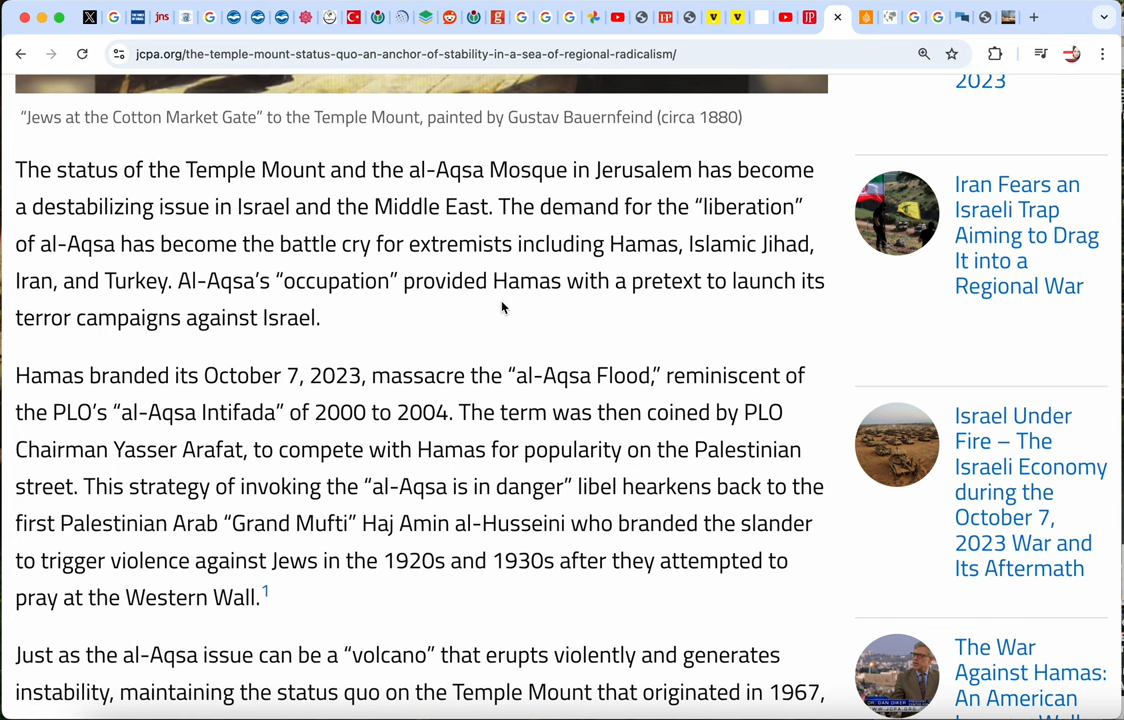 jcpa.org/the-temple-mount-status-quo-an-anchor-of-stability-in-a-sea-of-regional-radicalism/
“Jews at the Cotton Market Gate” to the Temple Mount, painted by Gustav Bauernfeind (circa 1880)
The status of the Temple Mount and the al-Aqsa Mosque in Jerusalem has become
a destabilizing issue in Israel and the Middle East. The demand for the “liberation”
of al-Aqsa has become the battle cry for extremists including Hamas, Islamic Jihad,
Iran, and Turkey. Al-Aqsa’s “occupation” provided Hamas with a pretext to launch its
terror campaigns against Israel.
Hamas branded its October 7, 2023, massacre the “al-Aqsa Flood,” reminiscent of
the PLO’s “al-Aqsa Intifada” of 2000 to 2004. The term was then coined by PLO
Chairman Yasser Arafat, to compete with Hamas for popularity on the Palestinian
street. This strategy of invoking the “al-Aqsa is in danger” libel hearkens back to the
first Palestinian Arab “Grand Mufti” Haj Amin al-Husseini who branded the slander
to trigger violence against Jews in the 1920s and 1930s after they attempted to
pray at the Western Wall.1
Just as the al-Aqsa issue can be a “volcano” that erupts violently and generates
instability, maintaining the status quo on the Temple Mount that originated in 1967,
2023
Iran Fears an
Israeli Trap
Aiming to Drag
It into a
Regional War
Israel Under
Fire – The
Israeli Economy
during the
October 7,
2023 War and
Its Aftermath
The War
Against Hamas:
An American